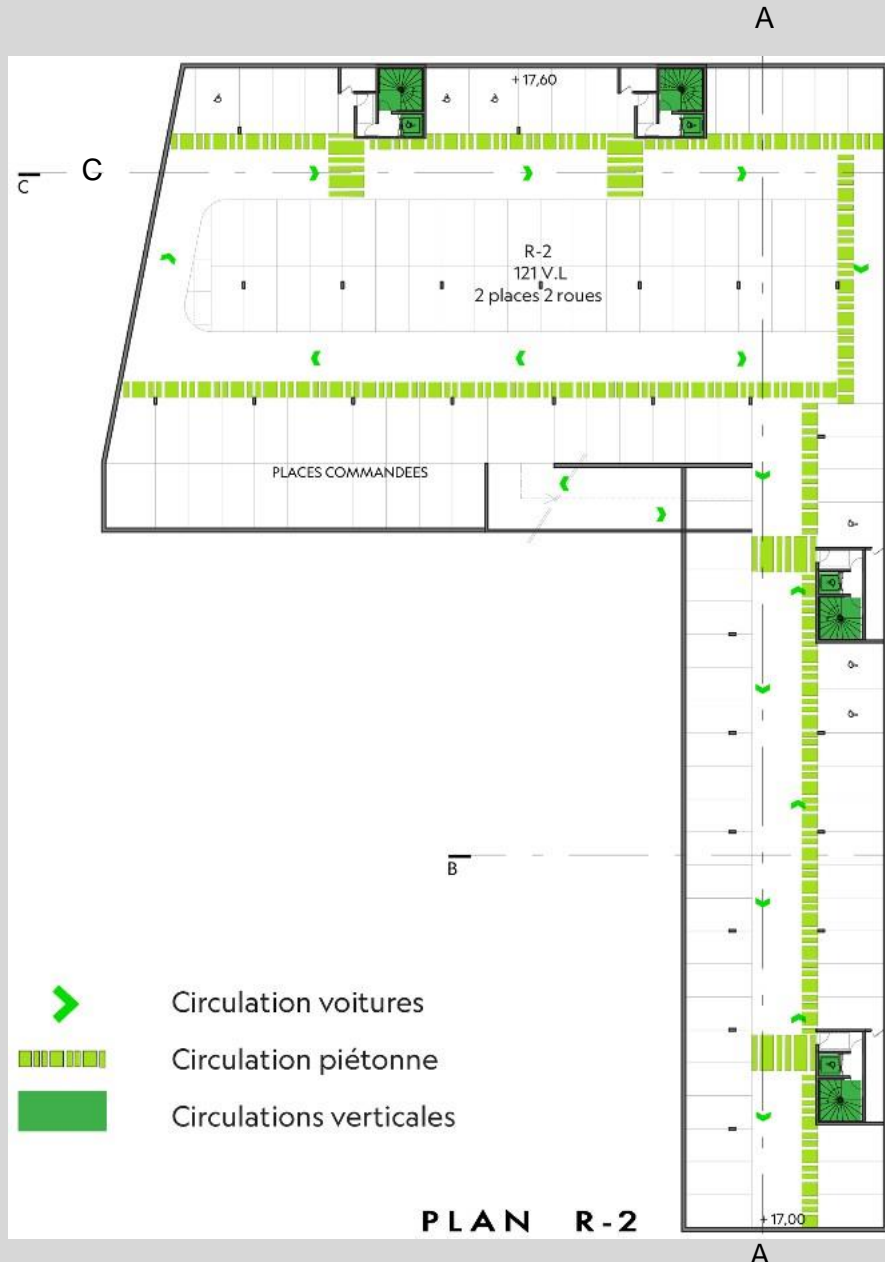 A
+ 17,60
C
C
R-2
121 V.L
2 places 2 roues
PLACES COMMANDEES
B
Circulation voitures
Circulation piétonne
Circulations verticales
PLAN R-2
+ 17,00
A